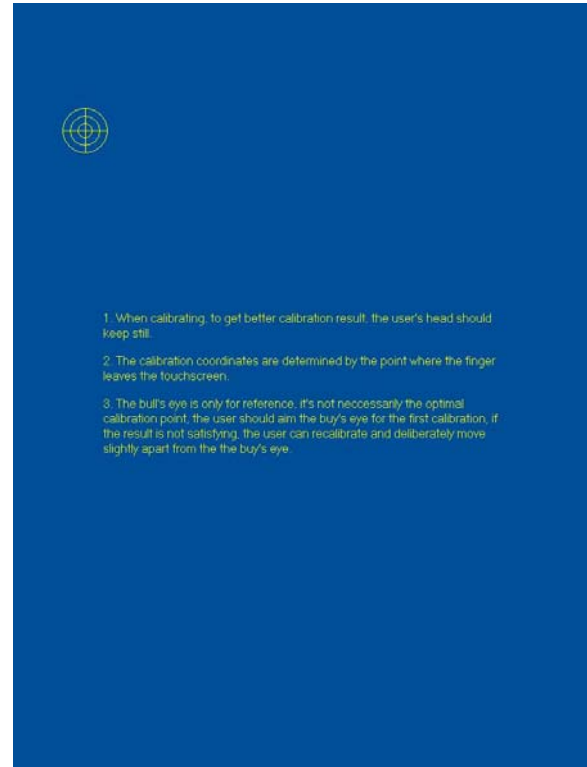 1. When calibrating, to get better calibration result, the user's head should
keep still.
2. The calibration coordinates are determined by the point where the finger
leaves the touchscreen.
3. The bull's eye is only for reference, it's not neccessarily the optimal
calibration point, the user should aim the buy's eye for the first calibration, if
the result is not satisfying, the user can recalibrate and deliberately move
slightly apart from the the buy's eye.